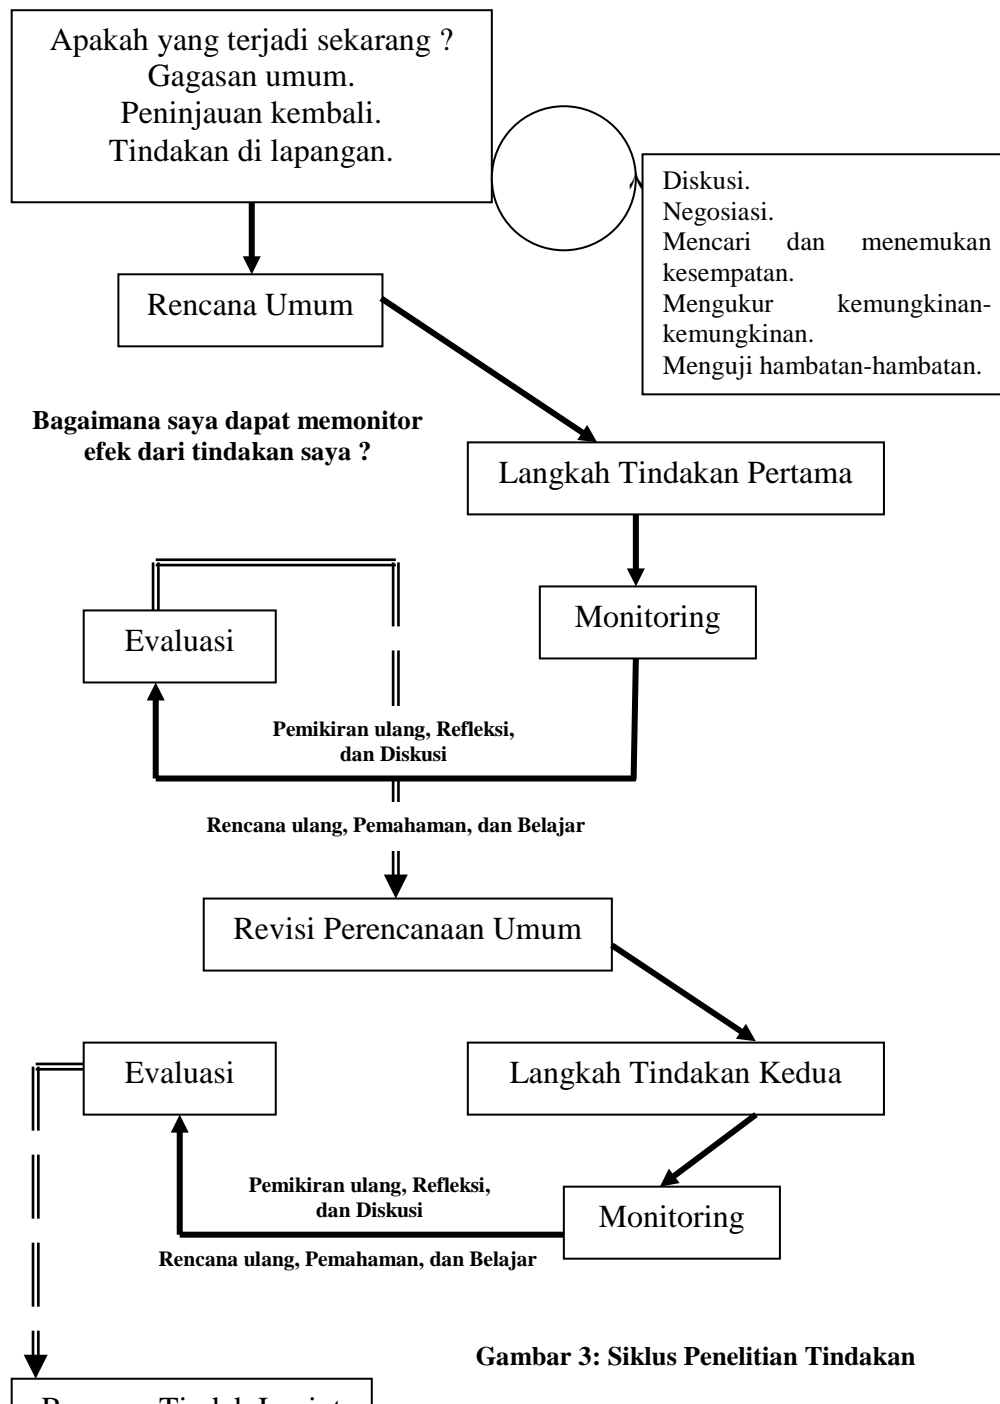 Apakah yang terjadi sekarang ?
Gagasan umum.
Peninjauan kembali.
Tindakan di lapangan.
Diskusi.
Negosiasi.
Mencari dan menemukan
kesempatan.
Mengukur kemungkinan-
kemungkinan.
Menguji hambatan-hambatan.
Rencana Umum
Bagaimana saya dapat memonitor
efek dari tindakan saya ?
Langkah Tindakan Pertama
Monitoring
Evaluasi
Pemikiran ulang, Refleksi,
dan Diskusi
Rencana ulang, Pemahaman, dan Belajar
Revisi Perencanaan Umum
Evaluasi
Langkah Tindakan Kedua
Pemikiran ulang, Refleksi,
dan Diskusi
Monitoring
Rencana ulang, Pemahaman, dan Belajar
Gambar 3: Siklus Penelitian Tindakan